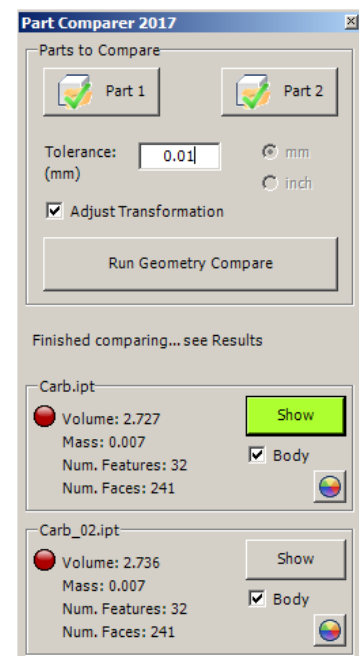 Part Comparer 2017
Parts to Compare
Part 1
Part 2
Tolerance:
(mm)
0.01
mm
inch
Adjust Transformation
Run Geometry Compare
Finished comparing... see Results
Carb.ipt
Volume: 2.727
Mass: 0.007
Num. Features: 32
Num. Faces: 241
Show
Body
Carb_02.ipt
Volume: 2.736
Mass: 0.007
Num. Features: 32
Num. Faces: 241
Show
Body